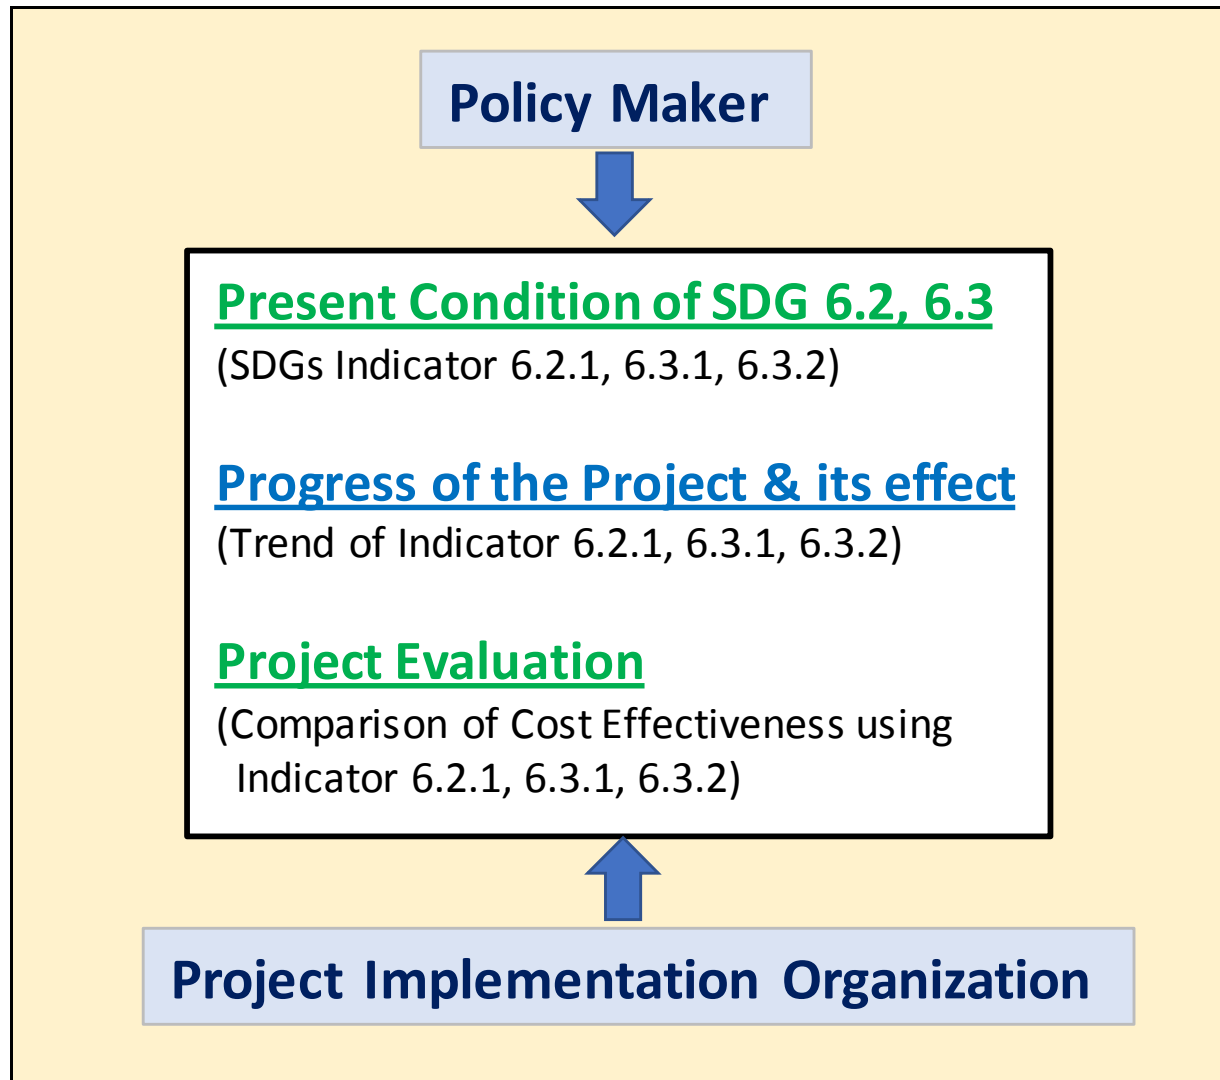 Policy Maker
Present Condition of SDG 6.2, 6.3
(SDGs Indicator 6.2.1, 6.3.1, 6.3.2)
Progress of the Project & its effect
(Trend of Indicator 6.2.1, 6.3.1, 6.3.2)
Project Evaluation
(Comparison of Cost Effectiveness using
Indicator 6.2.1, 6.3.1, 6.3.2)
Project Implementation Organization